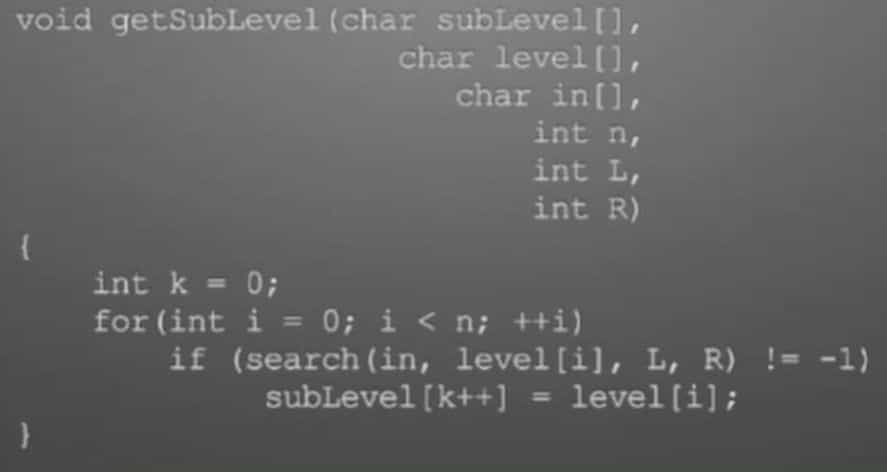 void getSubLevel(char subLevel[],
char level[],
char in[],
int n,
int L,
int R)
{
int k = 0;
for(int i = 0; i < n; ++i)
if (search(in, level[i], L, R) != -1)
subLevel[k++] = level[i];
}